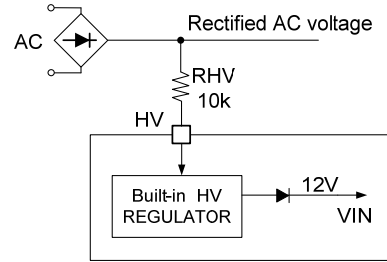 Rectified AC voltage
AC
RHV
10k
HV
Built-in HV
REGULATOR
12V
VIN